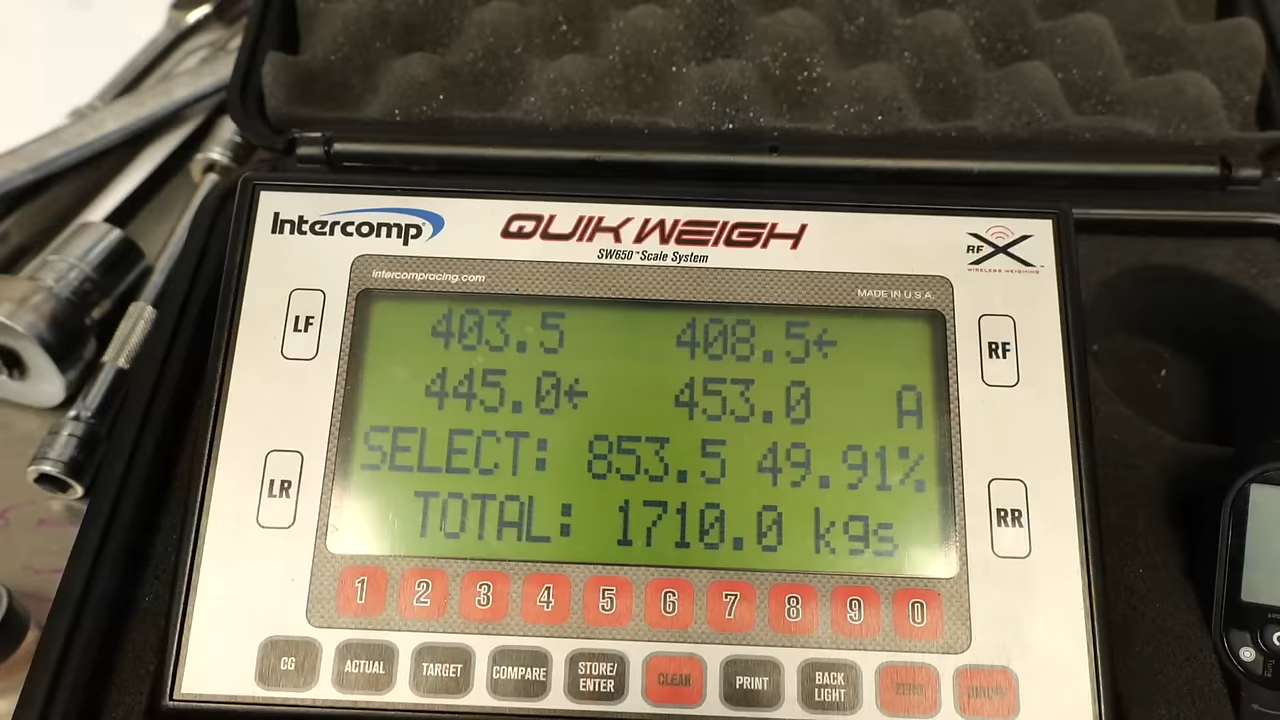 Intercomp
QUIK WEIGH
SW650™ Scale System
RF X
WIRELESS WEIGHING
intercompracing.com
MADE IN U.S.A.
LF
RF
403.5 408.5←
445.0← 453.0 A
SELECT: 853.5 49.91%
TOTAL: 1710.0 kgs
LR
RR
1 2 3 4 5 6 7 8 9 0
CG ACTUAL TARGET COMPARE STORE/ENTER CLEAR PRINT BACK LIGHT ZERO